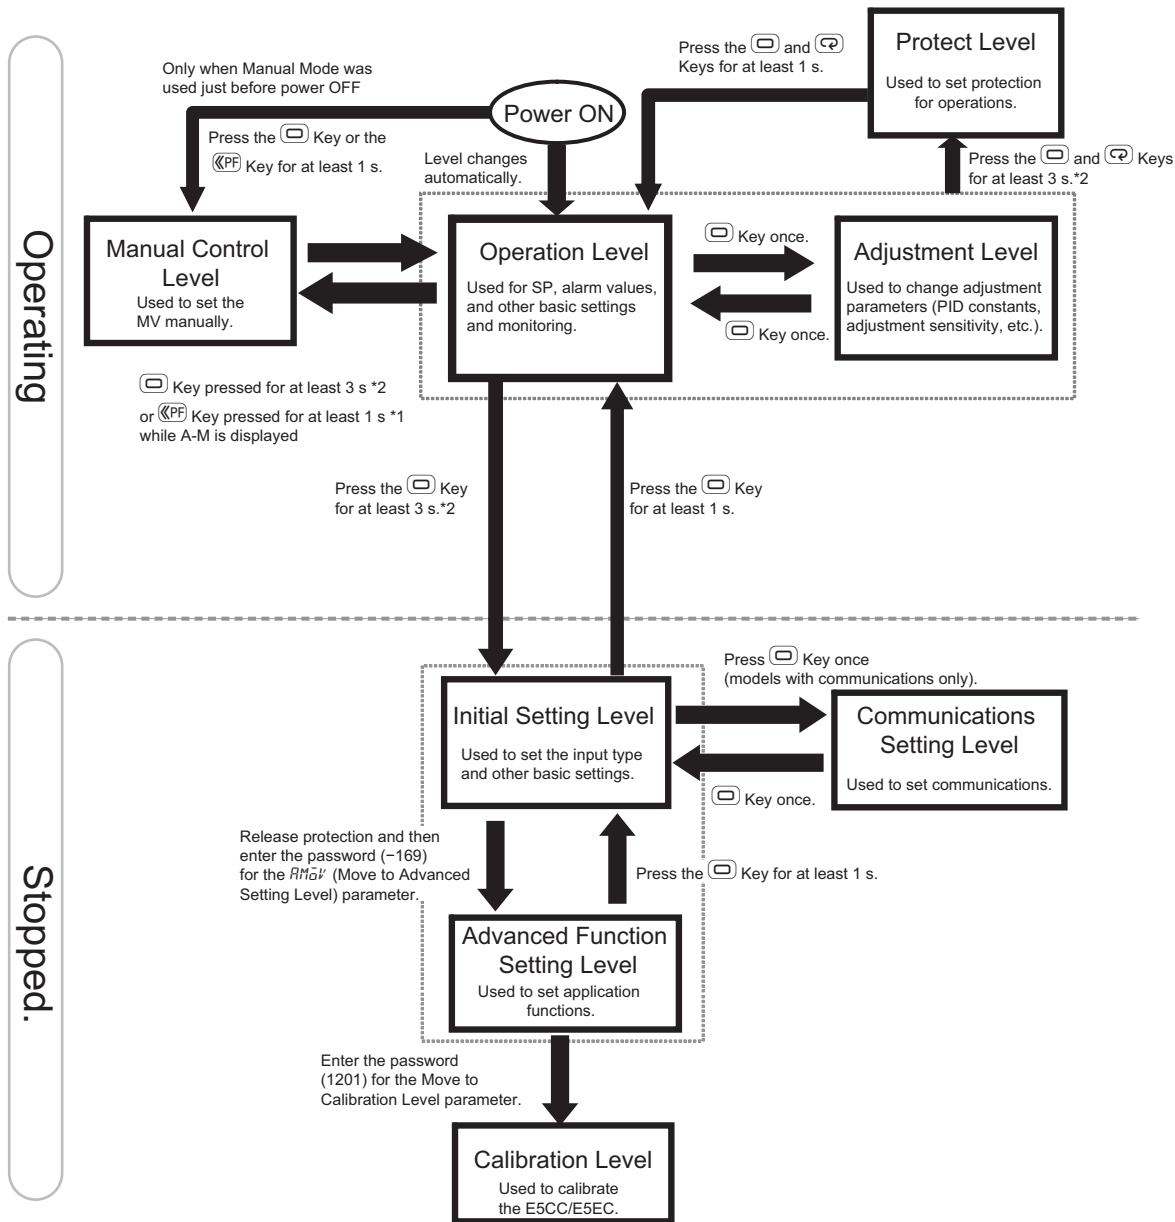 Operating
Only when Manual Mode was
used just before power OFF
Power ON
Press the Key or the
PF Key for at least 1 s.
Level changes
automatically.
Press the and
Keys for at least 1 s.
Protect Level
Used to set protection
for operations.
Press the and Keys
for at least 3 s.*2
Manual Control
Level
Used to set the
MV manually.
Operation Level
Used for SP, alarm values,
and other basic settings
and monitoring.
Key once.
Key once.
Adjustment Level
Used to change adjustment
parameters (PID constants,
adjustment sensitivity, etc.).
Key pressed for at least 3 s *2
or PF Key pressed for at least 1 s *1
while A-M is displayed
Press the Key
for at least 3 s.*2
Press the Key
for at least 1 s.
Stopped.
Initial Setting Level
Used to set the input type
and other basic settings.
Press Key once
(models with communications only).
Key once.
Communications
Setting Level
Used to set communications.
Release protection and then
enter the password (−169)
for the (Move to Advanced
Setting Level) parameter.
Press the Key for at least 1 s.
Advanced Function
Setting Level
Used to set application
functions.
Enter the password
(1201) for the Move to
Calibration Level parameter.
Calibration Level
Used to calibrate
the E5CC/E5EC.